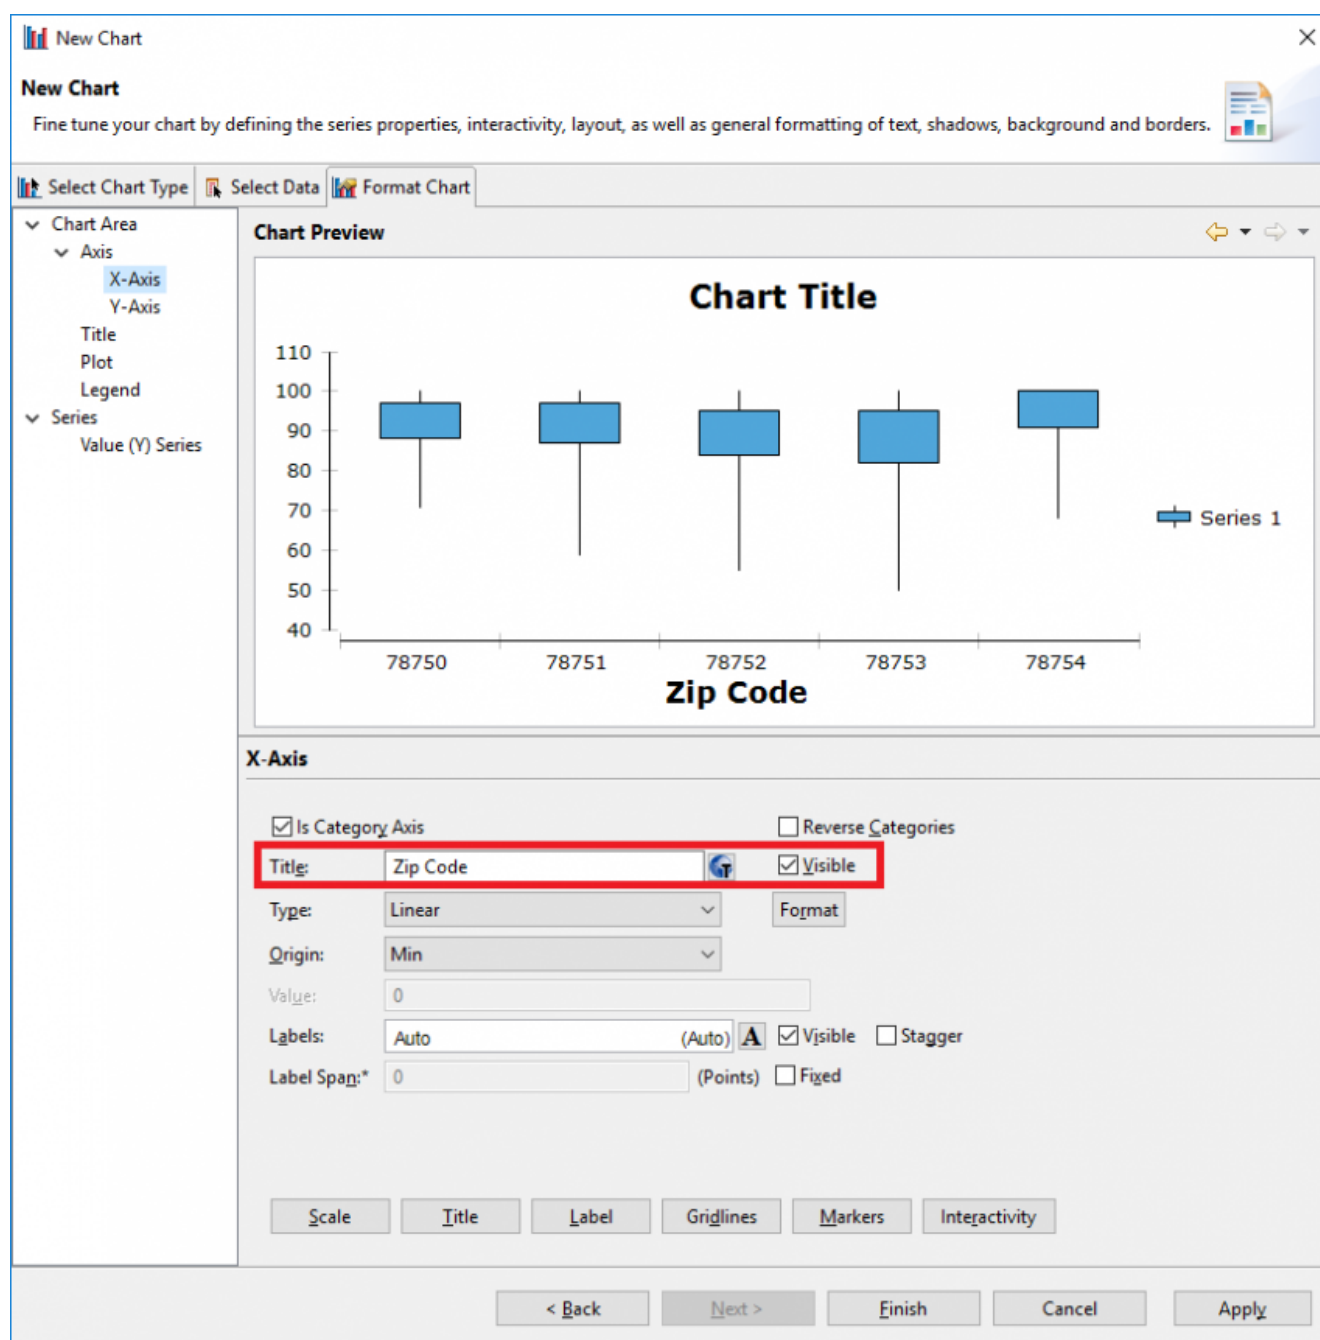 New Chart
New Chart
Fine tune your chart by defining the series properties, interactivity, layout, as well as general formatting of text, shadows, background and borders.
Select Chart Type Select Data Format Chart
Chart Area
Axis
X-Axis
Y-Axis
Title
Plot
Legend
Series
Value (Y) Series
Chart Preview
Chart Title
110
100
90
80
70
60
50
40
78750 78751 78752 78753 78754
Zip Code
Series 1
X-Axis
Is Category Axis Reverse Categories
Title: Zip Code Visible
Type: Linear Format
Origin: Min
Value: 0
Labels: Auto (Auto) A Visible Stagger
Label Span:* 0 (Points) Fixed
Scale Title Label Gridlines Markers Interactivity
< Back Next > Finish Cancel Apply